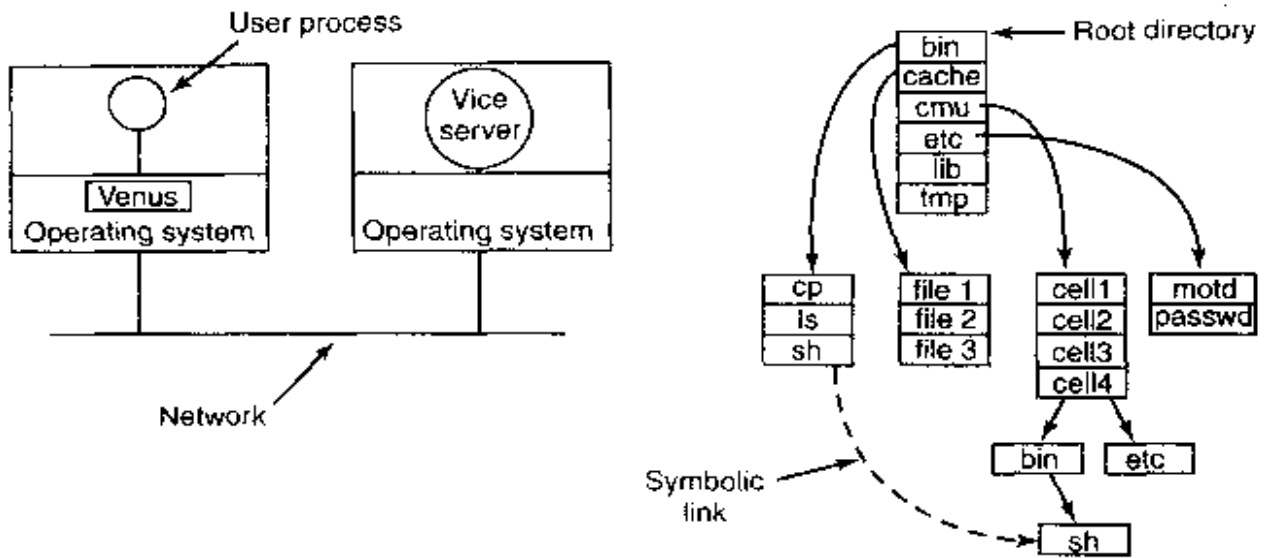 User process
Vice
server
Venus
Operating system
Operating system
Network
Root directory
bin
cache
cmu
etc
lib
tmp
cp
ls
sh
file 1
file 2
file 3
cell1
cell2
cell3
cell4
motd
passwd
bin
etc
Symbolic
link
sh